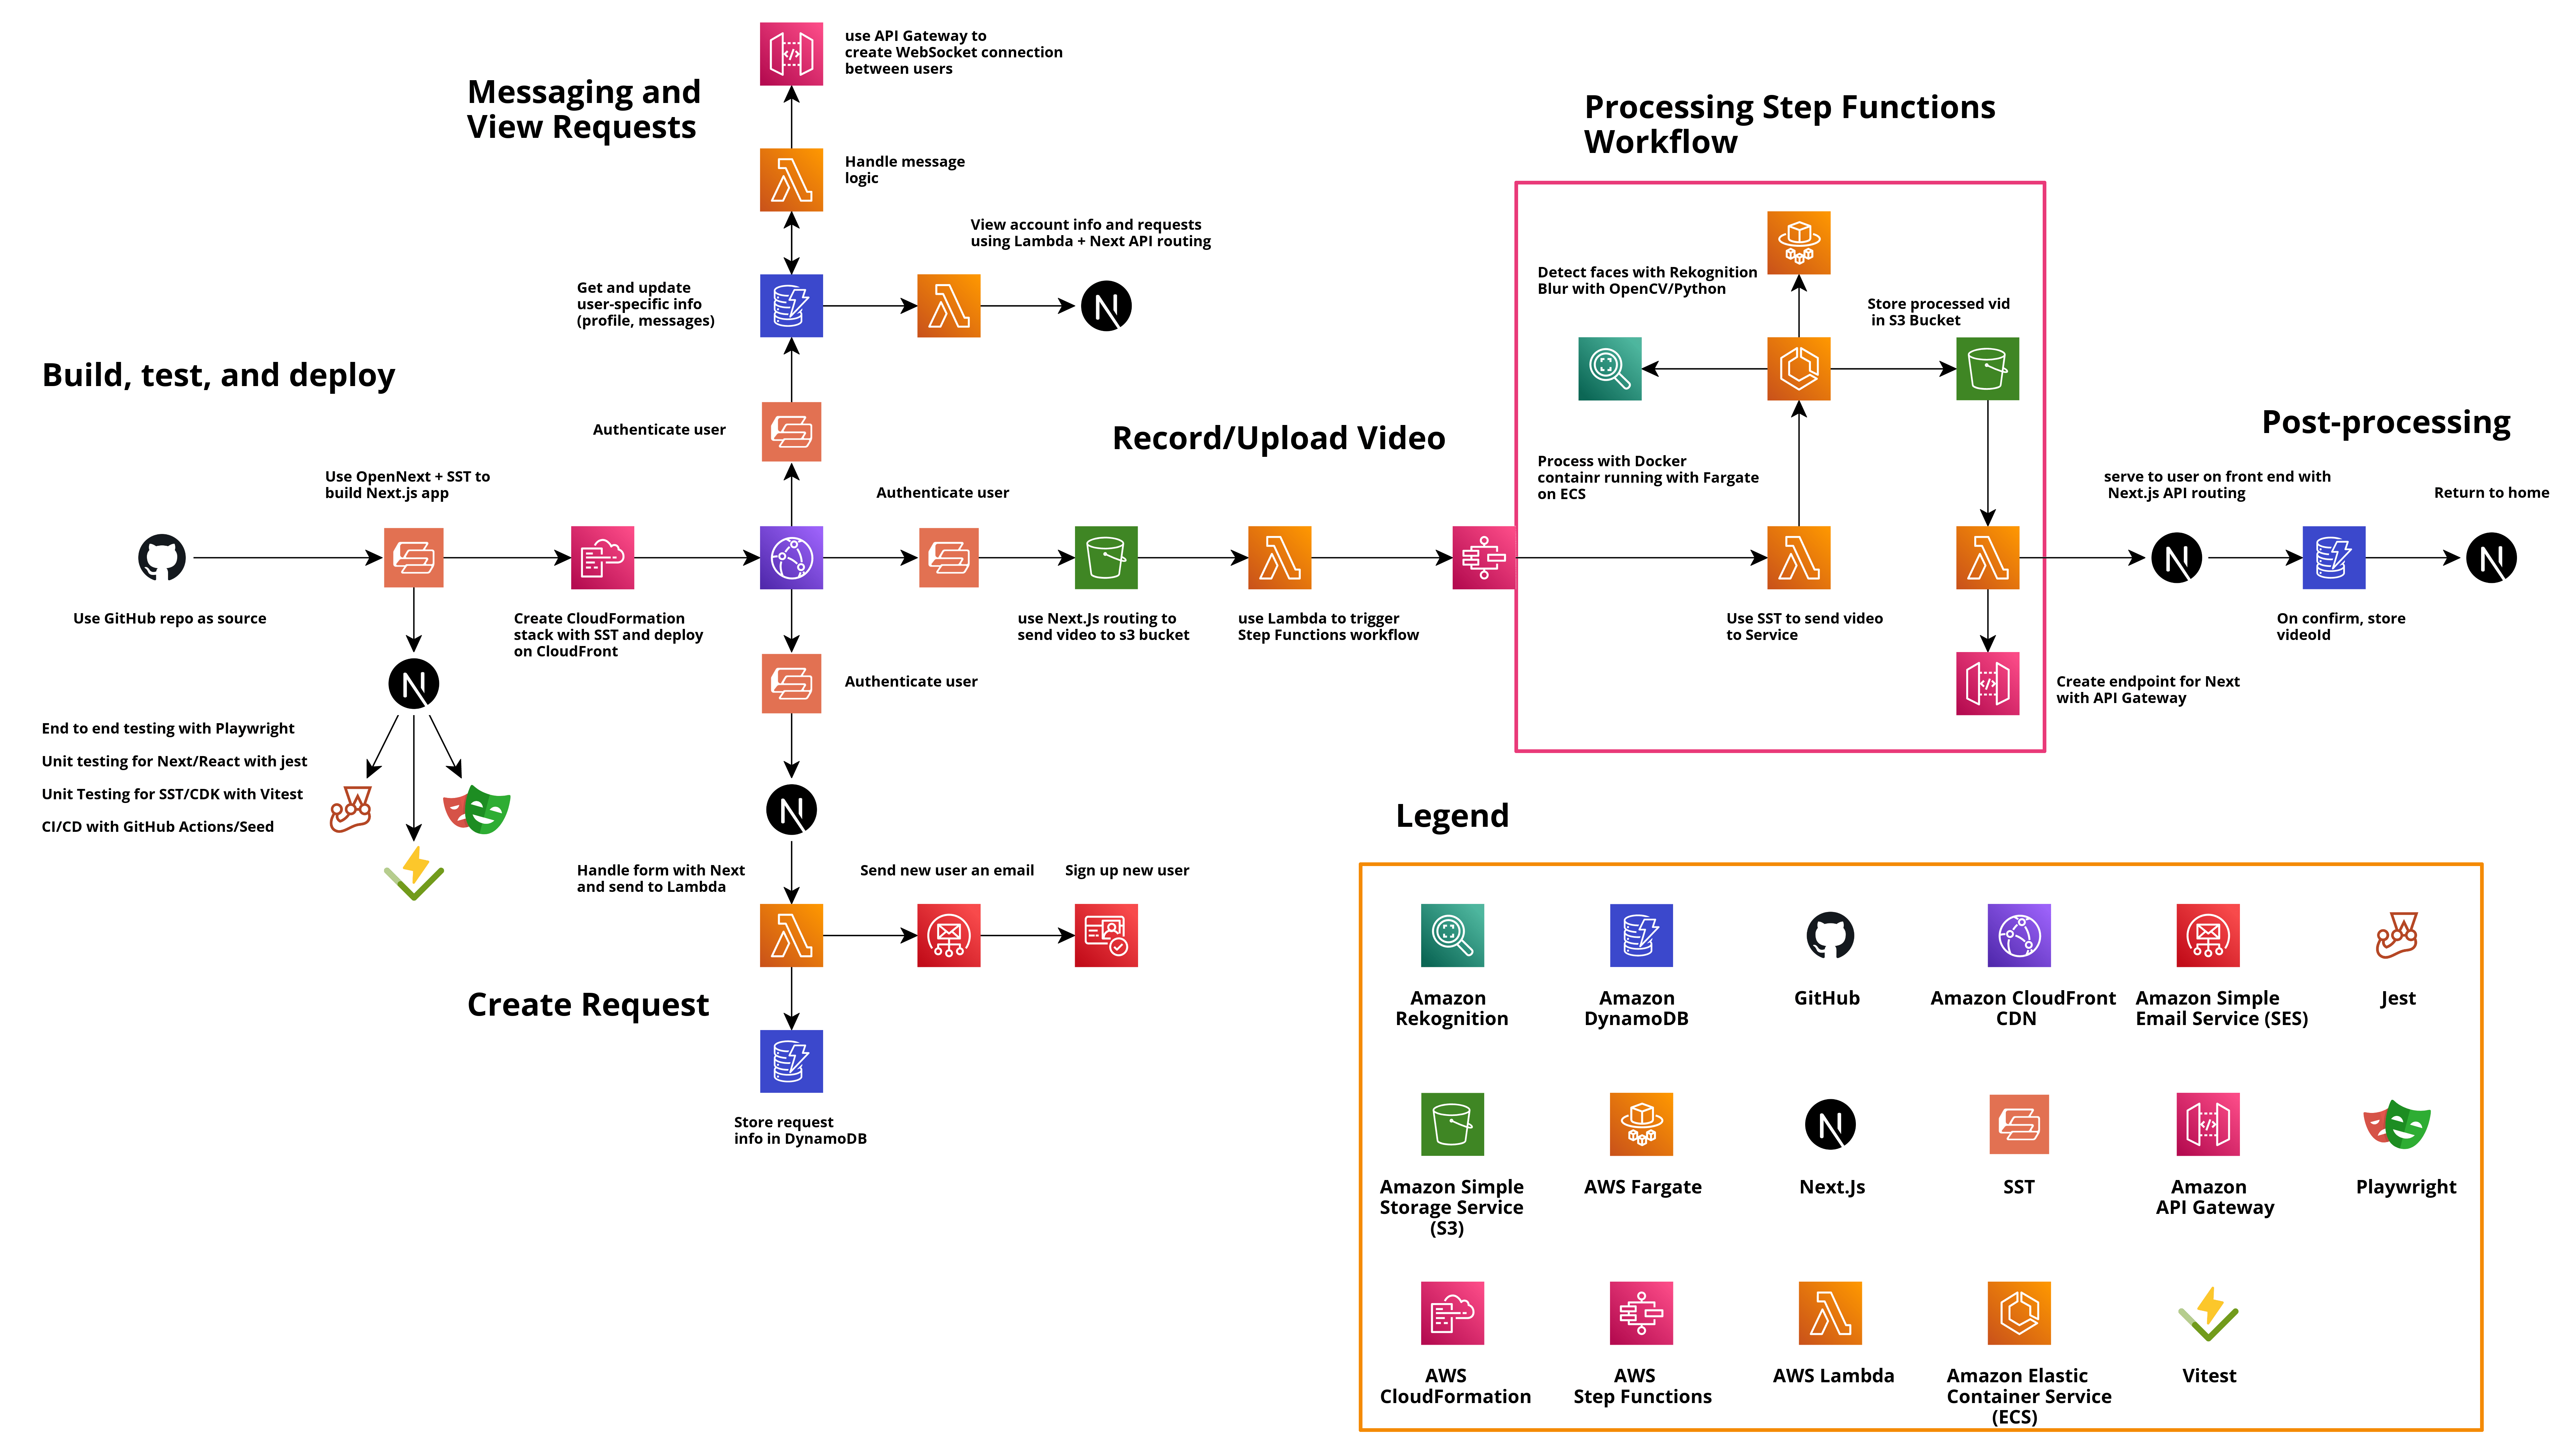 use API Gateway to
create WebSocket connection
between users
Messaging and
View Requests
Handle message
logic
View account info and requests
using Lambda + Next API routing
Get and update
user-specific info
(profile, messages)
Build, test, and deploy
Authenticate user
Use OpenNext + SST to
build Next.js app
Use GitHub repo as source
Create CloudFormation
stack with SST and deploy
on CloudFront
End to end testing with Playwright
Unit testing for Next/React with jest
Unit Testing for SST/CDK with Vitest
CI/CD with GitHub Actions/Seed
Record/Upload Video
Authenticate user
use Next.Js routing to
send video to s3 bucket
use Lambda to trigger
Step Functions workflow
Authenticate user
Handle form with Next
and send to Lambda
Send new user an email
Sign up new user
Create Request
Store request
info in DynamoDB
Processing Step Functions
Workflow
Detect faces with Rekognition
Blur with OpenCV/Python
Store processed vid
in S3 Bucket
Process with Docker
containr running with Fargate
on ECS
Use SST to send video
to Service
Create endpoint for Next
with API Gateway
Post-processing
serve to user on front end with
Next.js API routing
Return to home
On confirm, store
videoId
Legend
Amazon
Rekognition
Amazon
DynamoDB
GitHub
Amazon CloudFront
CDN
Amazon Simple
Email Service (SES)
Jest
Amazon Simple
Storage Service
(S3)
AWS Fargate
Next.Js
SST
Amazon
API Gateway
Playwright
AWS
CloudFormation
AWS
Step Functions
AWS Lambda
Amazon Elastic
Container Service
(ECS)
Vitest